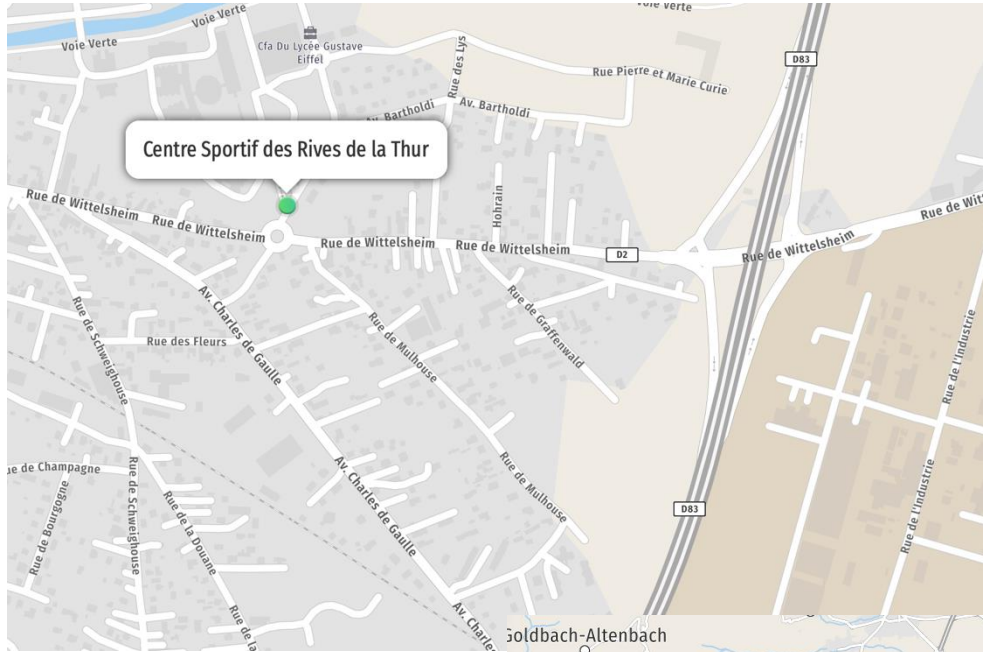 Voie Verte
Voie Verte
Voie Verte
Cfa Du Lycée Gustave
Eiffel
Rue des Lys
D83
Rue Pierre et Marie Curie
Av. Bartholdi
Av. Bartholdi
Centre Sportif des Rives de la Thur
Hohrain
Rue de Wittelsheim
Rue de Wittelsheim
Rue de Wittelsheim
Rue de Wittelsheim
D2
Rue de Wittelsheim
Rue de Wit
Av. Charles de Gaulle
Rue de Graffenwald
Rue de Schweighouse
Rue des Fleurs
Rue de Mulhouse
Rue de l'Industrie
Av. Charles de Gaulle
Rue de Mulhouse
ue de Champagne
Rue de Bourgogne
Rue de Schweighouse
Rue de la Douane
D83
Rue de l'Industrie
Rue de la
Av. Charles
Goldbach-Altenbach